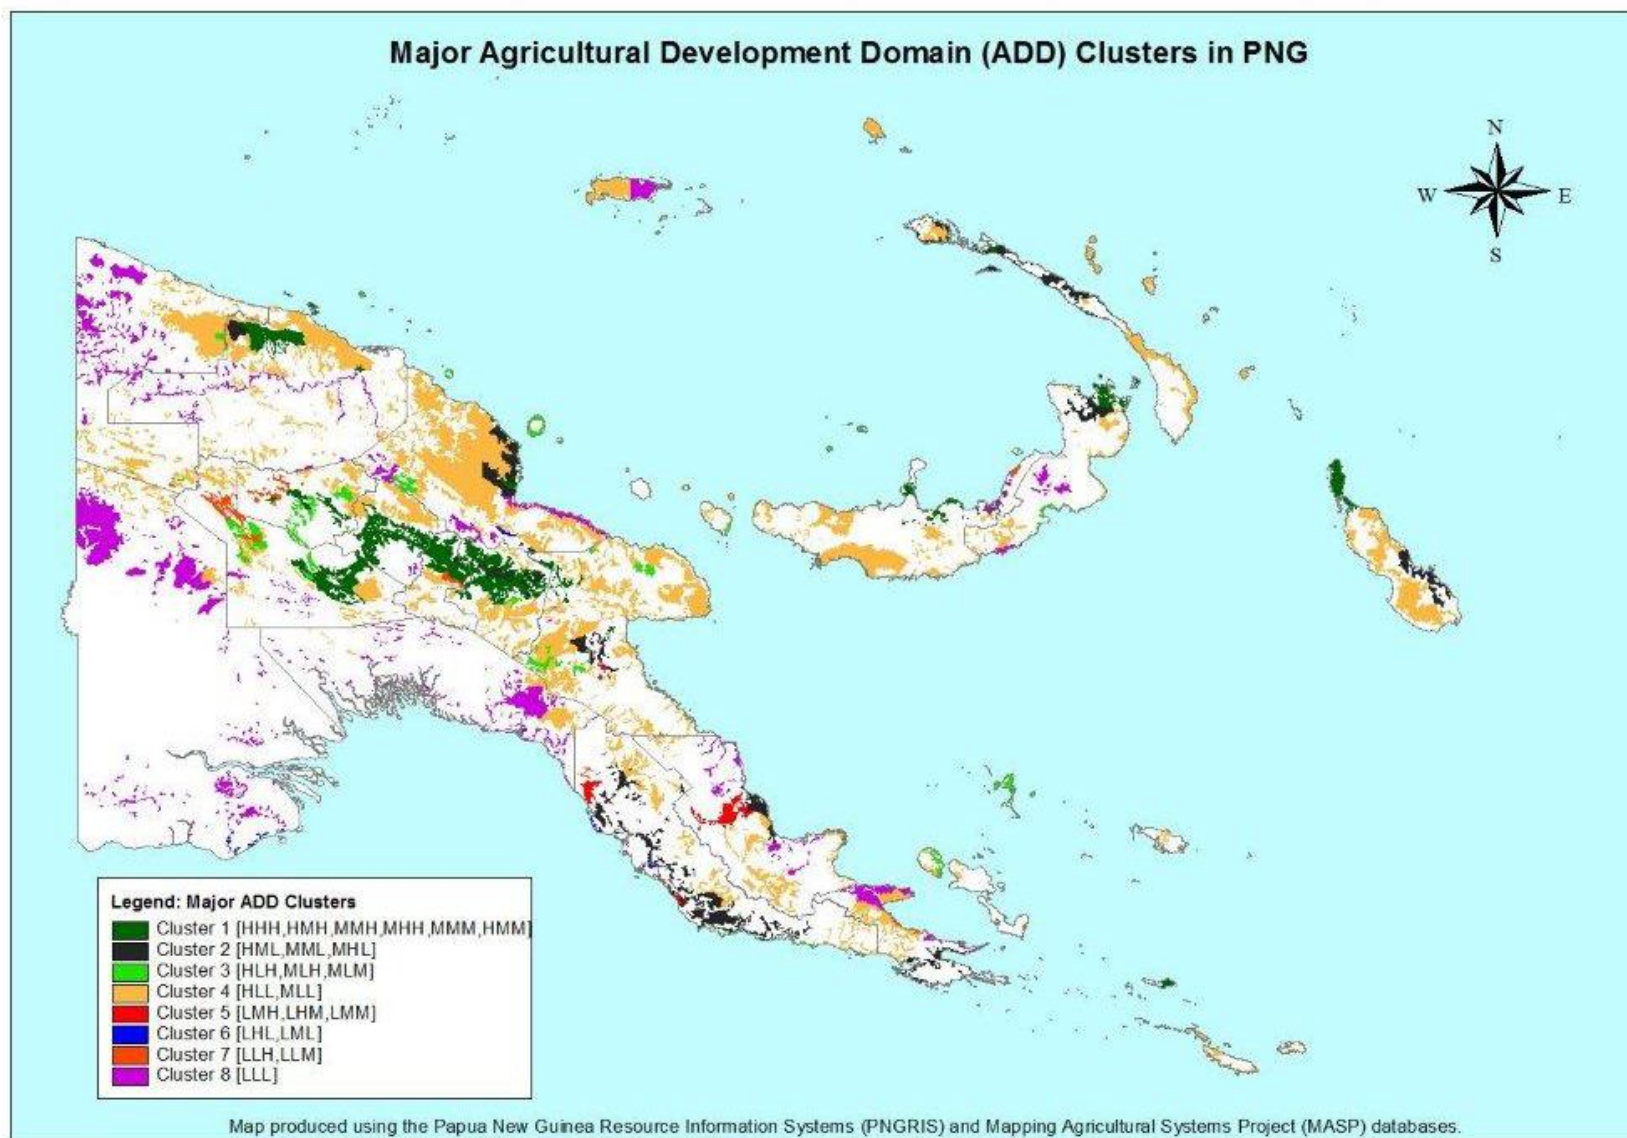 Major Agricultural Development Domain (ADD) Clusters in PNG
N
W
E
S
Legend: Major ADD Clusters
Cluster 1 [HHH,HMH,MMH,MHH,MMM,HMM]
Cluster 2 [HML,MML,MHL]
Cluster 3 [HLH,MLH,MLM]
Cluster 4 [HLL,MLL]
Cluster 5 [LMH,LHM,LMM]
Cluster 6 [LHL,LML]
Cluster 7 [LLH,LLM]
Cluster 8 [LLL]
Map produced using the Papua New Guinea Resource Information Systems (PNGRIS) and Mapping Agricultural Systems Project (MASP) databases.